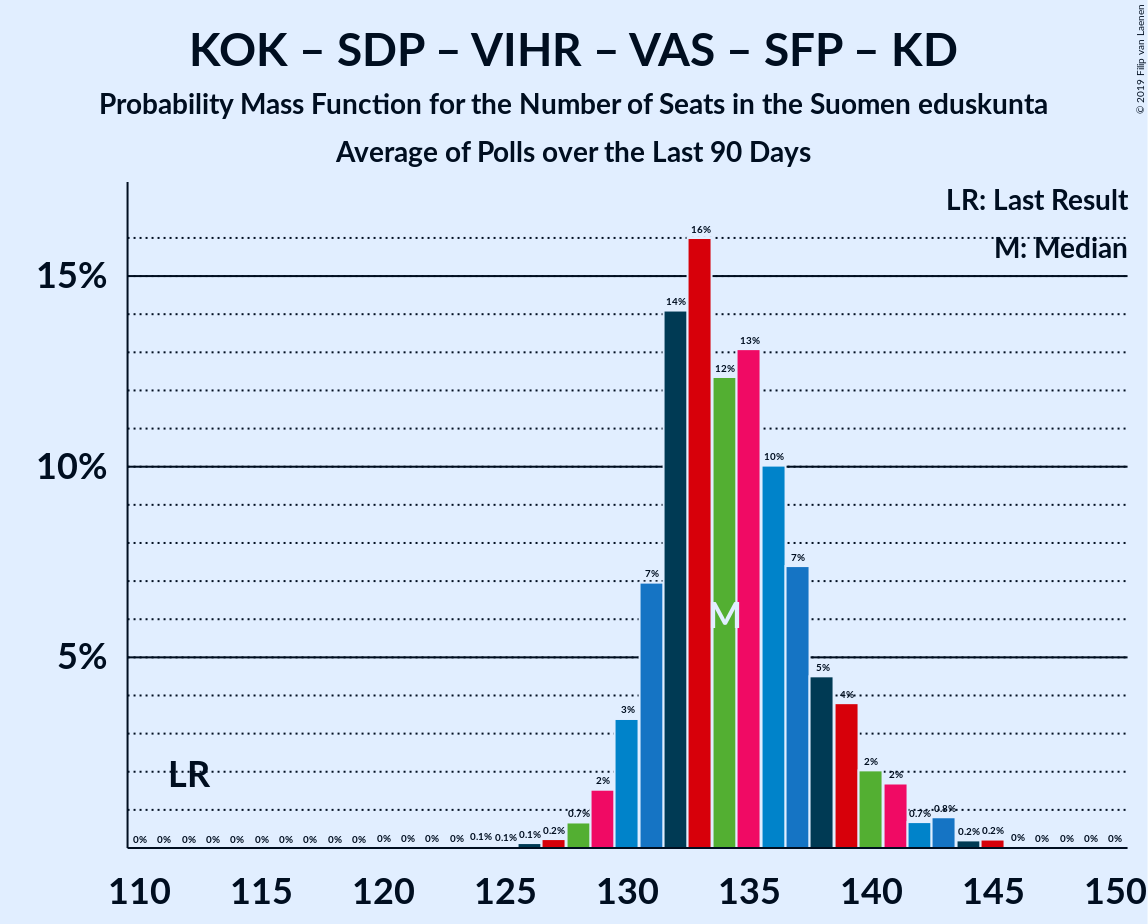 KOK – SDP – VIHR – VAS – SFP – KD
Probability Mass Function for the Number of Seats in the Suomen eduskunta
Average of Polls over the Last 90 Days
© 2019 Filip van Laenen
LR: Last Result
M: Median
15%
10%
5%
0% 0% 0% 0% 0% 0% 0% 0% 0% 0% 0% 0% 0% 0% 0.1% 0.1% 0.1% 0.2% 0.7% 2% 3% 7% 14% 16% 12% 13% 10% 7% 5% 4% 2% 2% 0.7% 0.8% 0.2% 0.2% 0% 0% 0% 0% 0%
LR
M
110 115 120 125 130 135 140 145 150